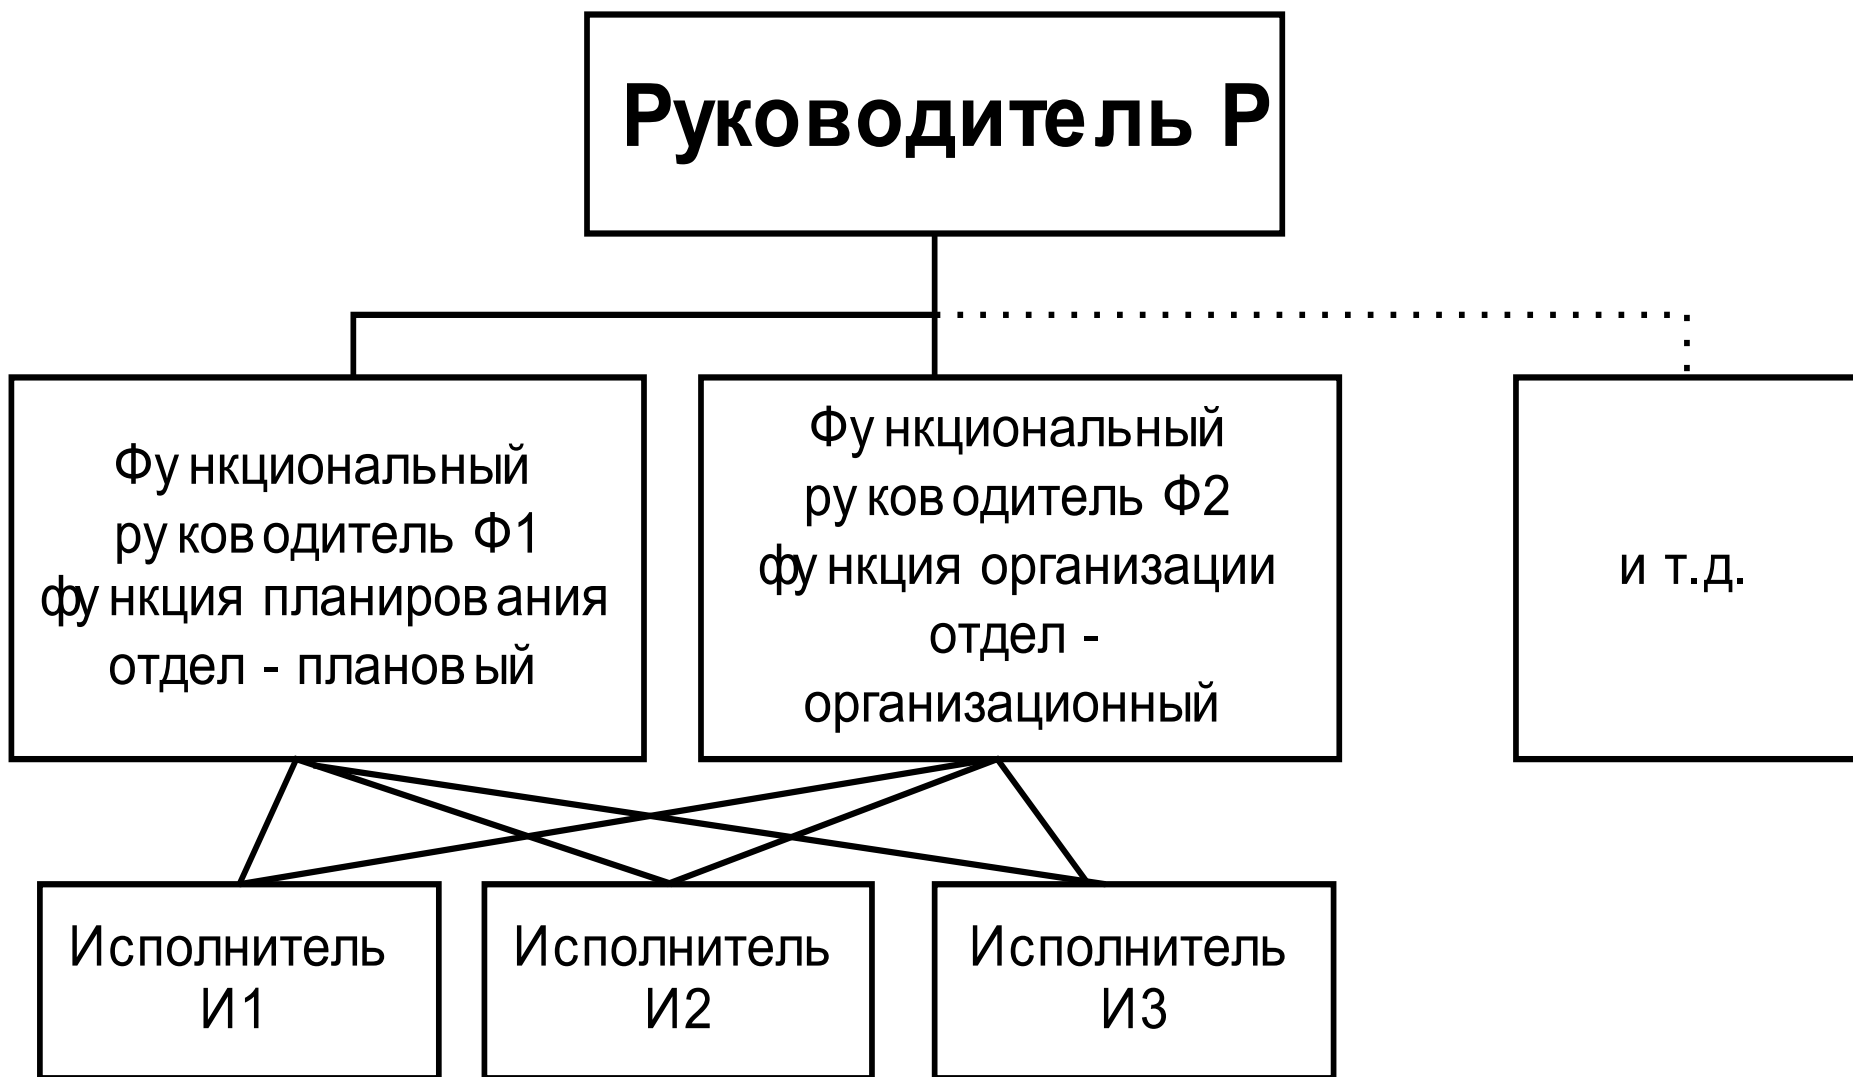 Руководитель Р
Функциональный
руководитель Ф1
функция планирования
отдел - плановый
Функциональный
руководитель Ф2
функция организации
отдел -
организационный
и т.д.
Исполнитель
И1
Исполнитель
И2
Исполнитель
И3